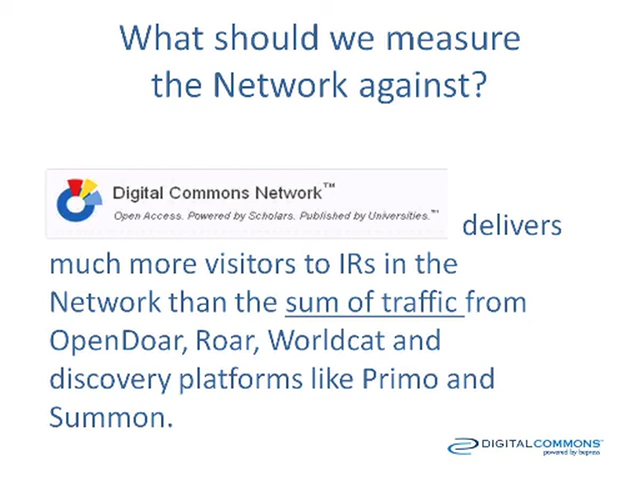 What should we measure
the Network against?
Digital Commons Network™
Open Access. Powered by Scholars. Published by Universities.™
delivers
much more visitors to IRs in the
Network than the sum of traffic from
OpenDoar, Roar, Worldcat and
discovery platforms like Primo and
Summon.
DIGITALCOMMONS™
powered by bepress